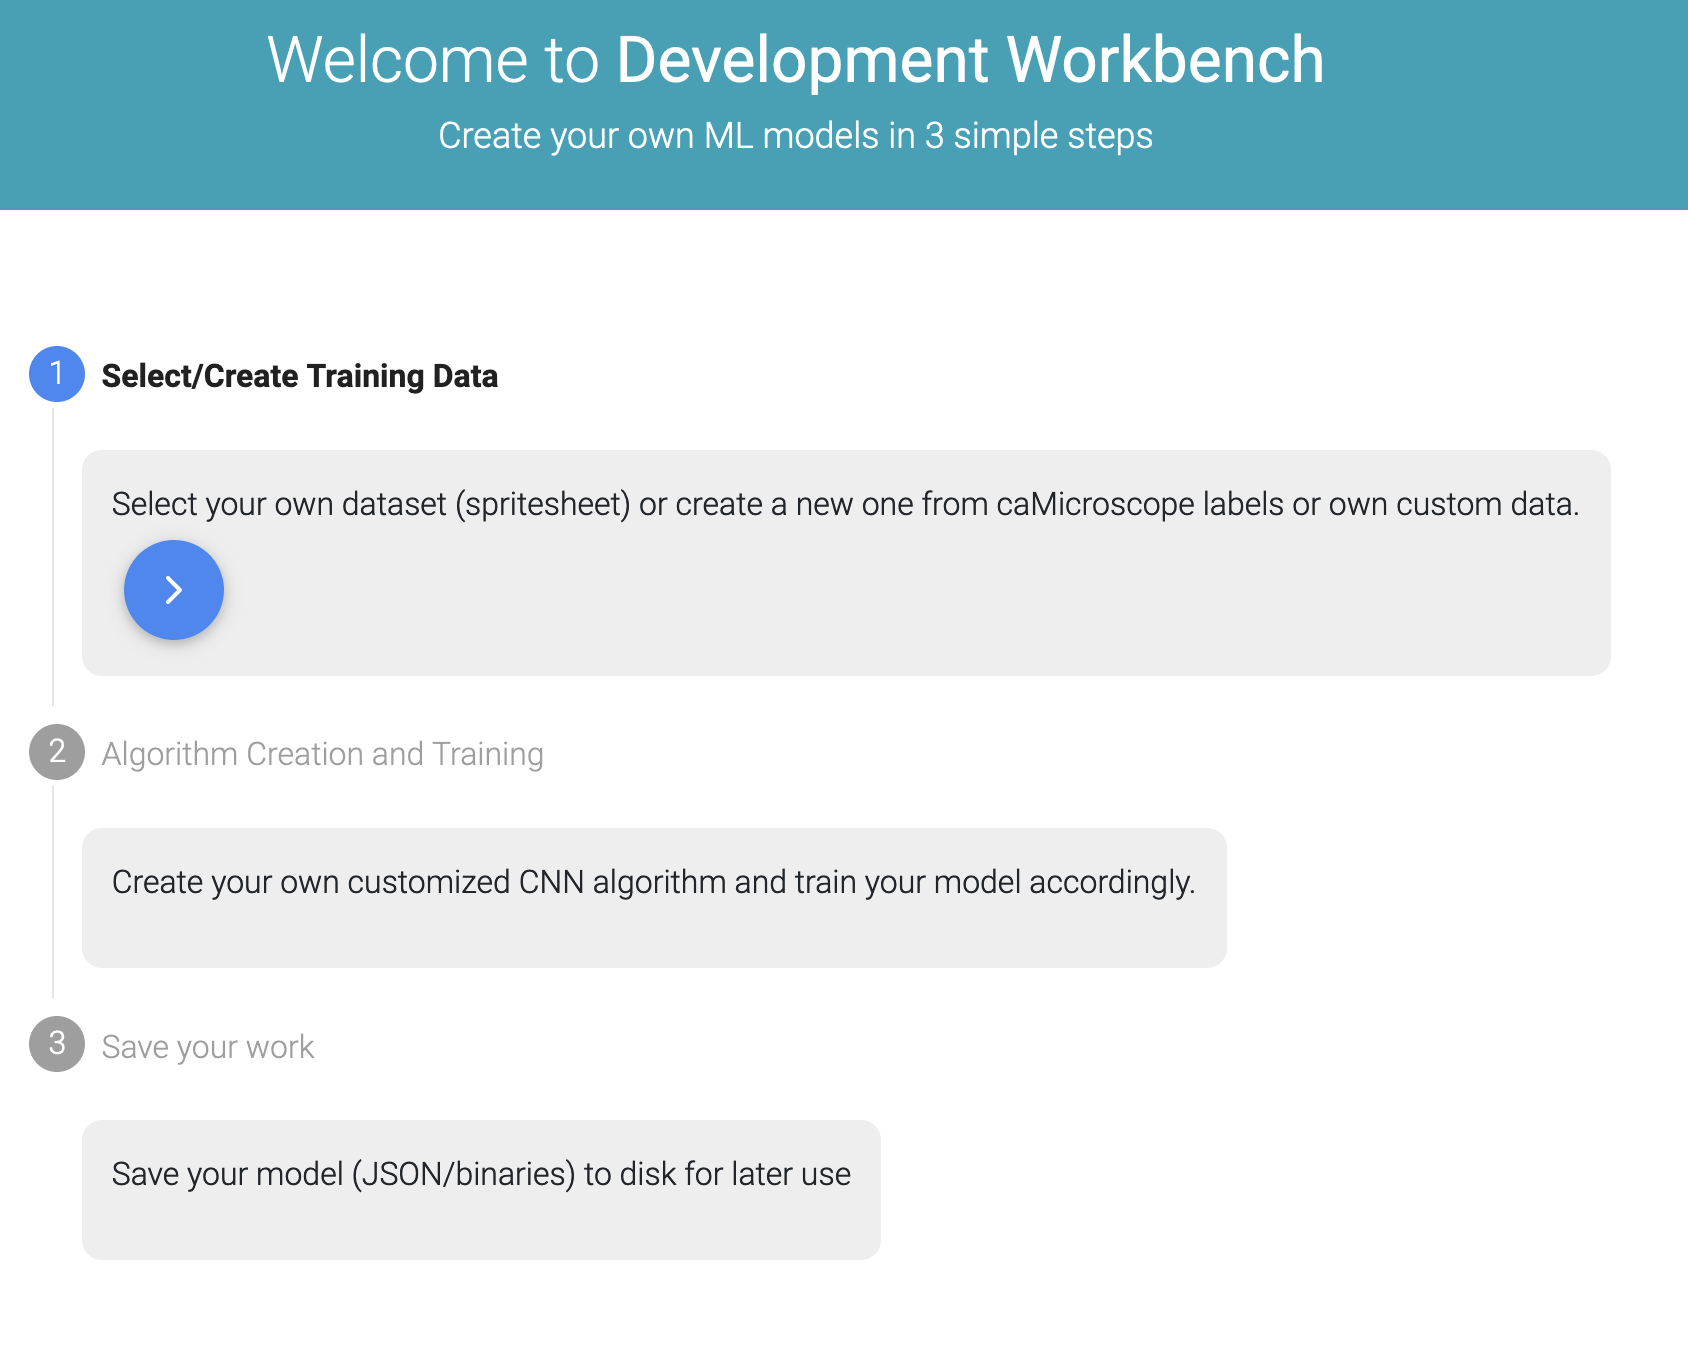 Welcome to Development Workbench
Create your own ML models in 3 simple steps
1 Select/Create Training Data
Select your own dataset (spritesheet) or create a new one from caMicroscope labels or own custom data.
2 Algorithm Creation and Training
Create your own customized CNN algorithm and train your model accordingly.
3 Save your work
Save your model (JSON/binaries) to disk for later use